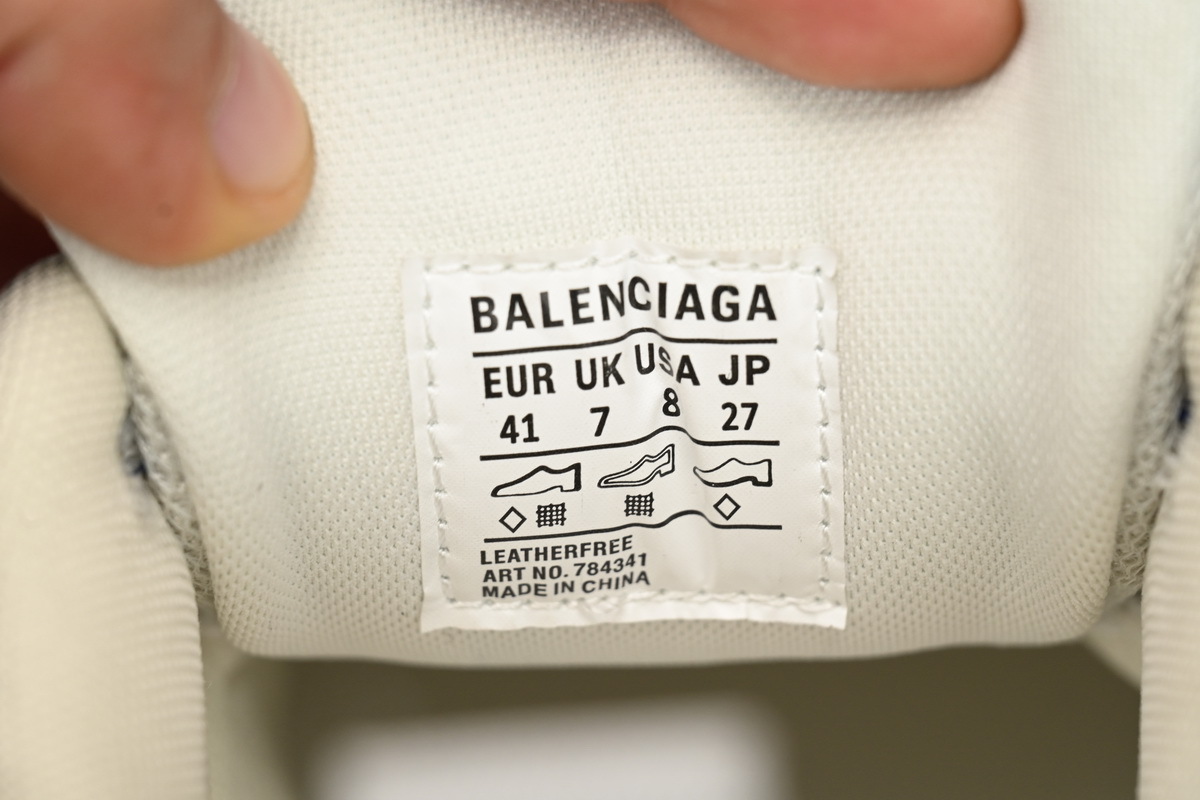 BALENCIAGA
EUR UK USA JP
41 7 8 27
LEATHERFREE
ART NO. 784341
MADE IN CHINA